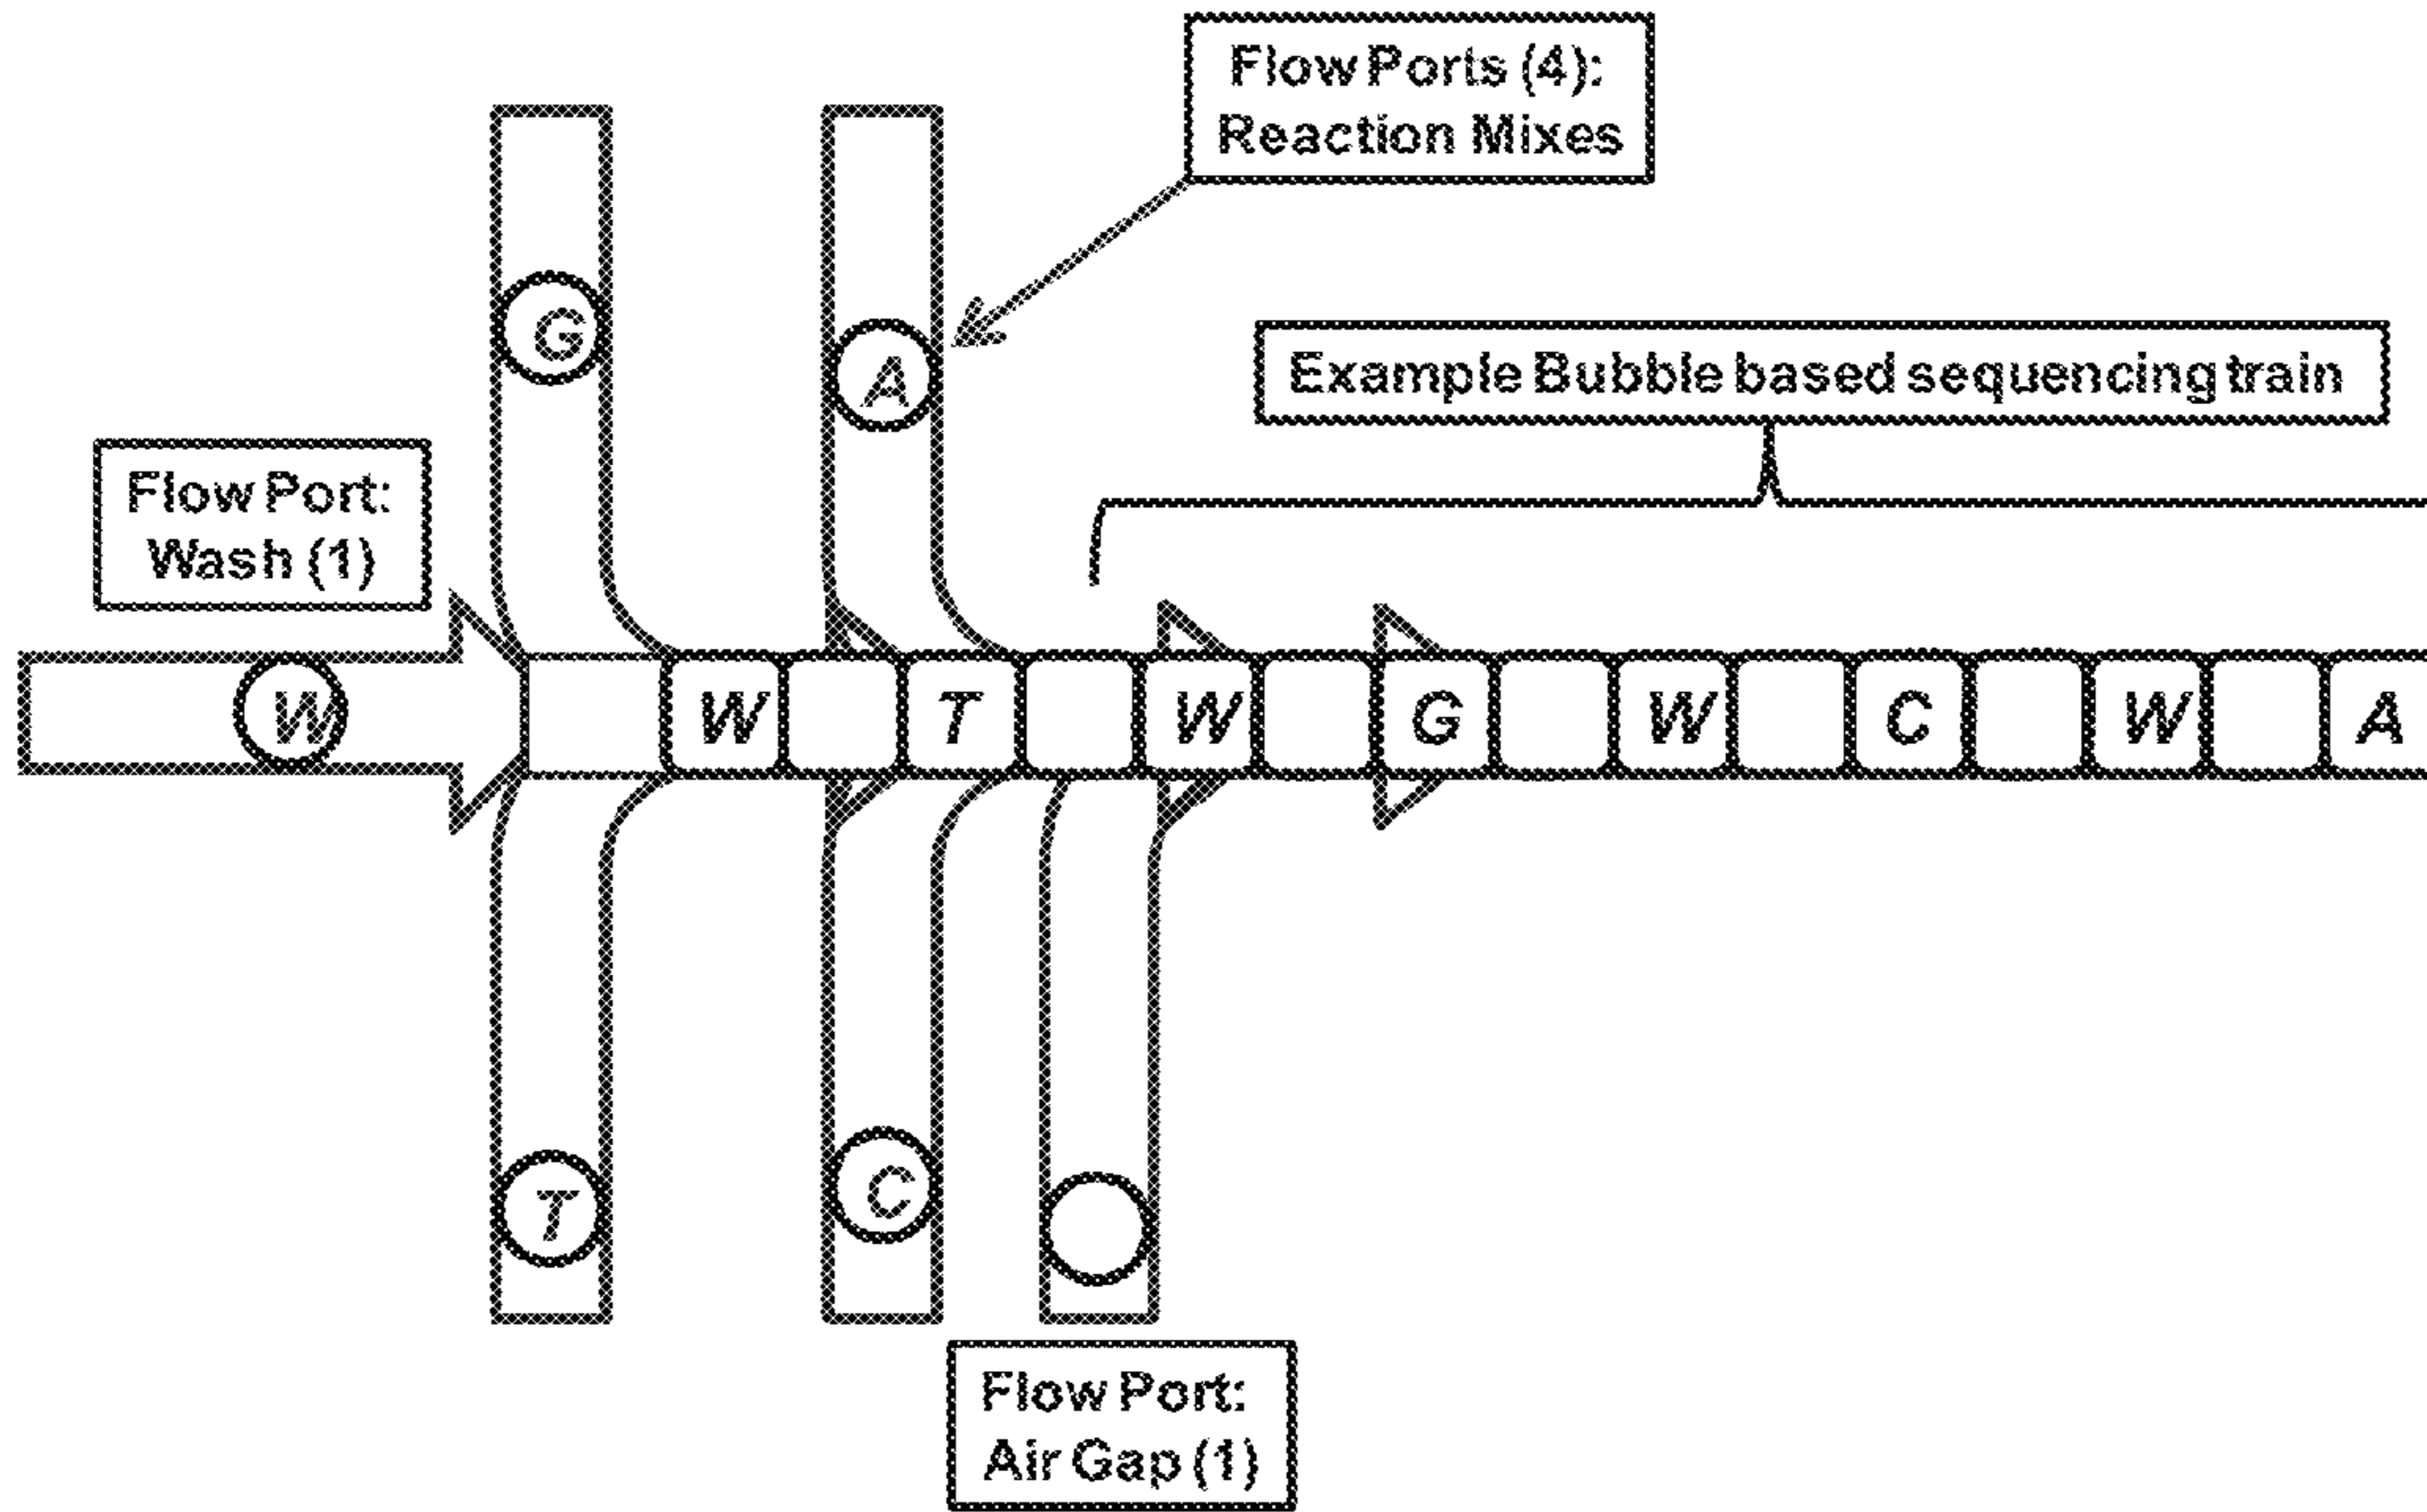 Flow Ports (4):
Reaction Mixes
G
A
Example Bubble based sequencing train
Flow Port:
Wash (1)
W
W T W G W C W A
T
C
Flow Port:
Air Gap (1)